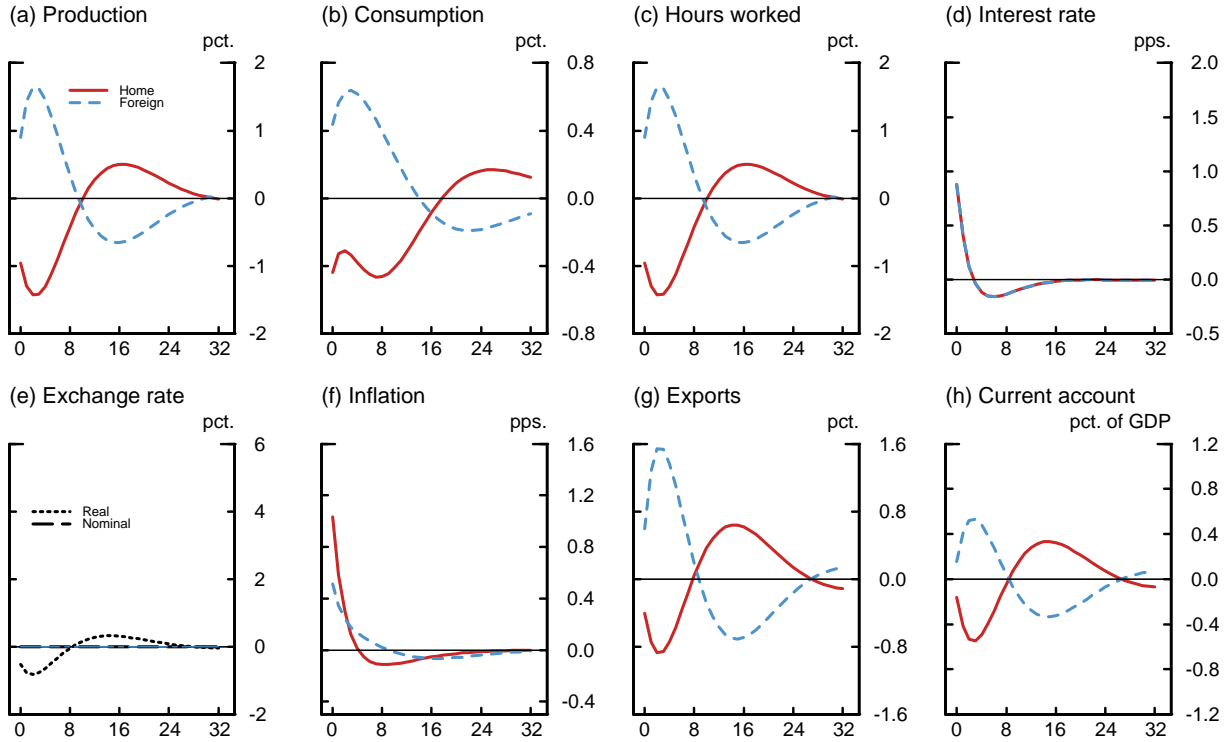 (a) Production
(b) Consumption
(c) Hours worked
(d) Interest rate
pct.
pct.
pct.
pps.
2
1
0
-1
-2
0.8
0.4
0
-0.4
-0.8
2
1
0
-1
-2
2.0
1.5
1.0
0.5
0.0
-0.5
Home
Foreign
0 8 16 24 32
0 8 16 24 32
0 8 16 24 32
0 8 16 24 32
(e) Exchange rate
(f) Inflation
(g) Exports
(h) Current account
pct.
pps.
pct.
pct. of GDP
6
4
2
0
-2
1.6
1.2
0.8
0.4
0.0
-0.4
1.6
0.8
0.0
-0.8
-1.6
1.2
0.8
0.4
0.0
-0.4
-0.8
-1.2
Real
Nominal
0 8 16 24 32
0 8 16 24 32
0 8 16 24 32
0 8 16 24 32